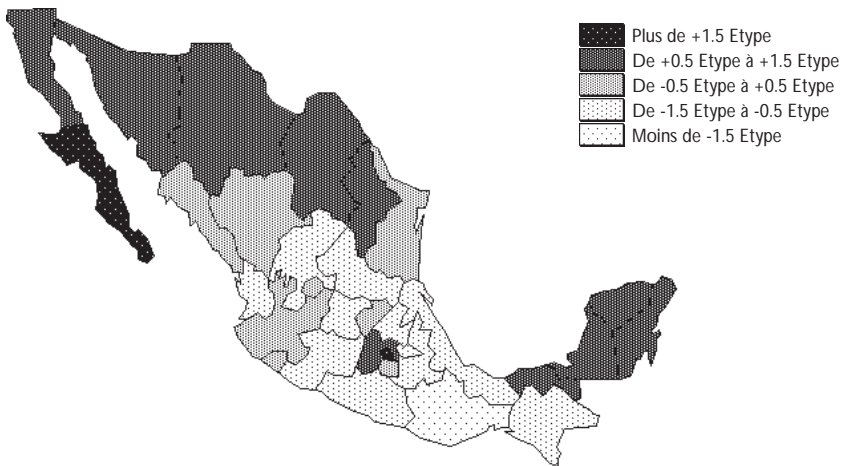 Plus de +1.5 Etype
De +0.5 Etype à +1.5 Etype
De -0.5 Etype à +0.5 Etype
De -1.5 Etype à -0.5 Etype
Moins de -1.5 Etype